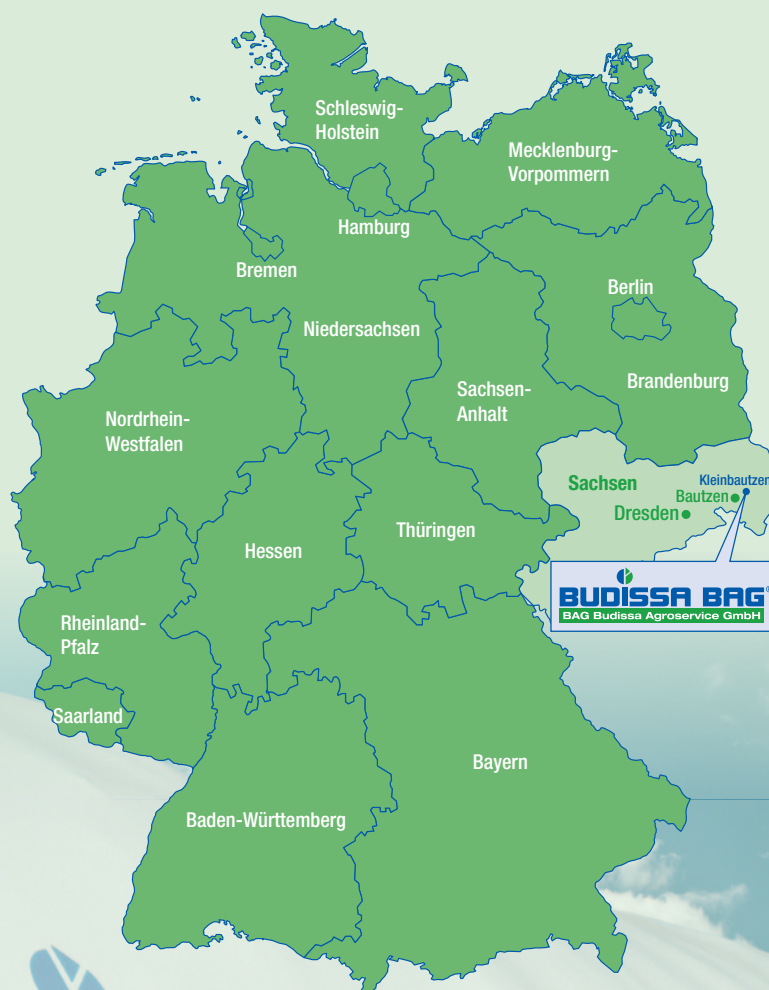 Schleswig-
Holstein
Mecklenburg-
Vorpommern
Hamburg
Bremen
Berlin
Niedersachsen
Brandenburg
Sachsen-
Anhalt
Nordrhein-
Westfalen
Sachsen
Kleinbautzen
Bautzen
Dresden
Thüringen
Hessen
BUDISSA BAG®
BAG Budissa Agroservice GmbH
Rheinland-
Pfalz
Saarland
Bayern
Baden-Württemberg